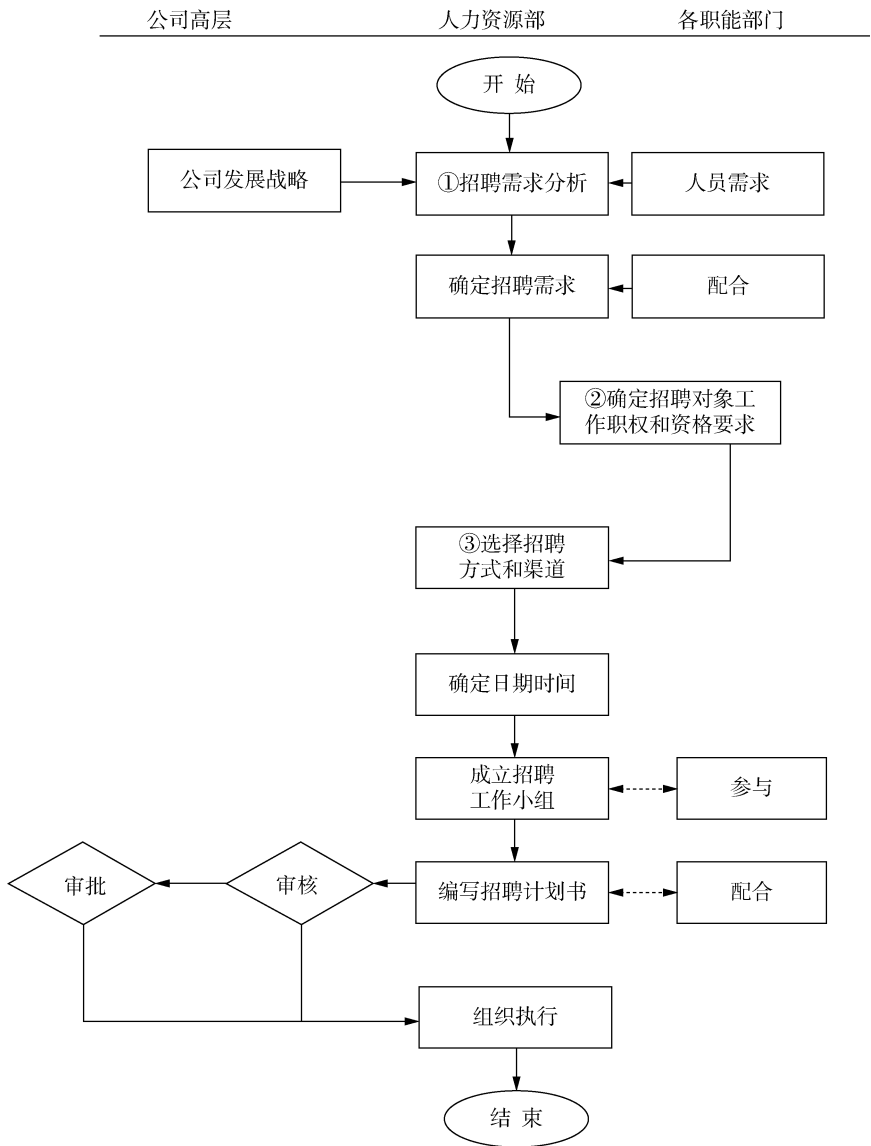 公司高层 人力资源部 各职能部门
开 始
公司发展战略 ①招聘需求分析 人员需求
确定招聘需求 配合
②确定招聘对象工
作职权和资格要求
③选择招聘
方式和渠道
确定日期时间
成立招聘
工作小组
参与
审批 审核 编写招聘计划书 配合
组织执行
结 束